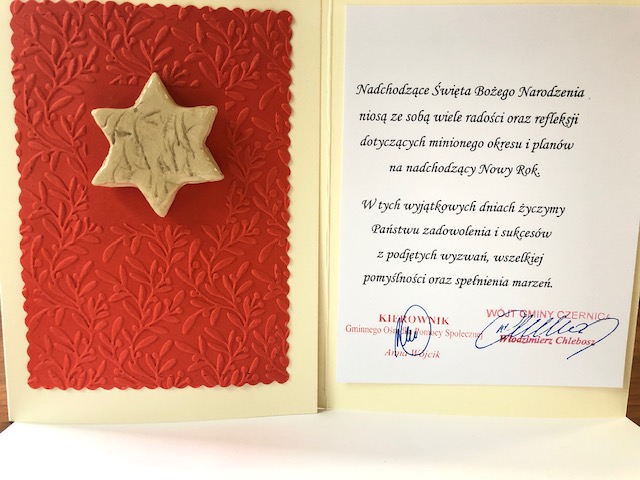 Nadchodzące Święta Bożego Narodzenia
niosą ze sobą wiele radości oraz refleksji
dotyczących minionego okresu i planów
na nadchodzący Nowy Rok.
W tych wyjątkowych dniach życzymy
Państwu zadowolenia i sukcesów
z podjętych wyzwań, wszelkiej
pomyślności oraz spełnienia marzeń.
KIEROWNIK
Gminnego Ośrodka Pomocy Społecznej
Anna Wójcik
WÓJT GMINY CZERNICA
Włodzimierz Chlebosz